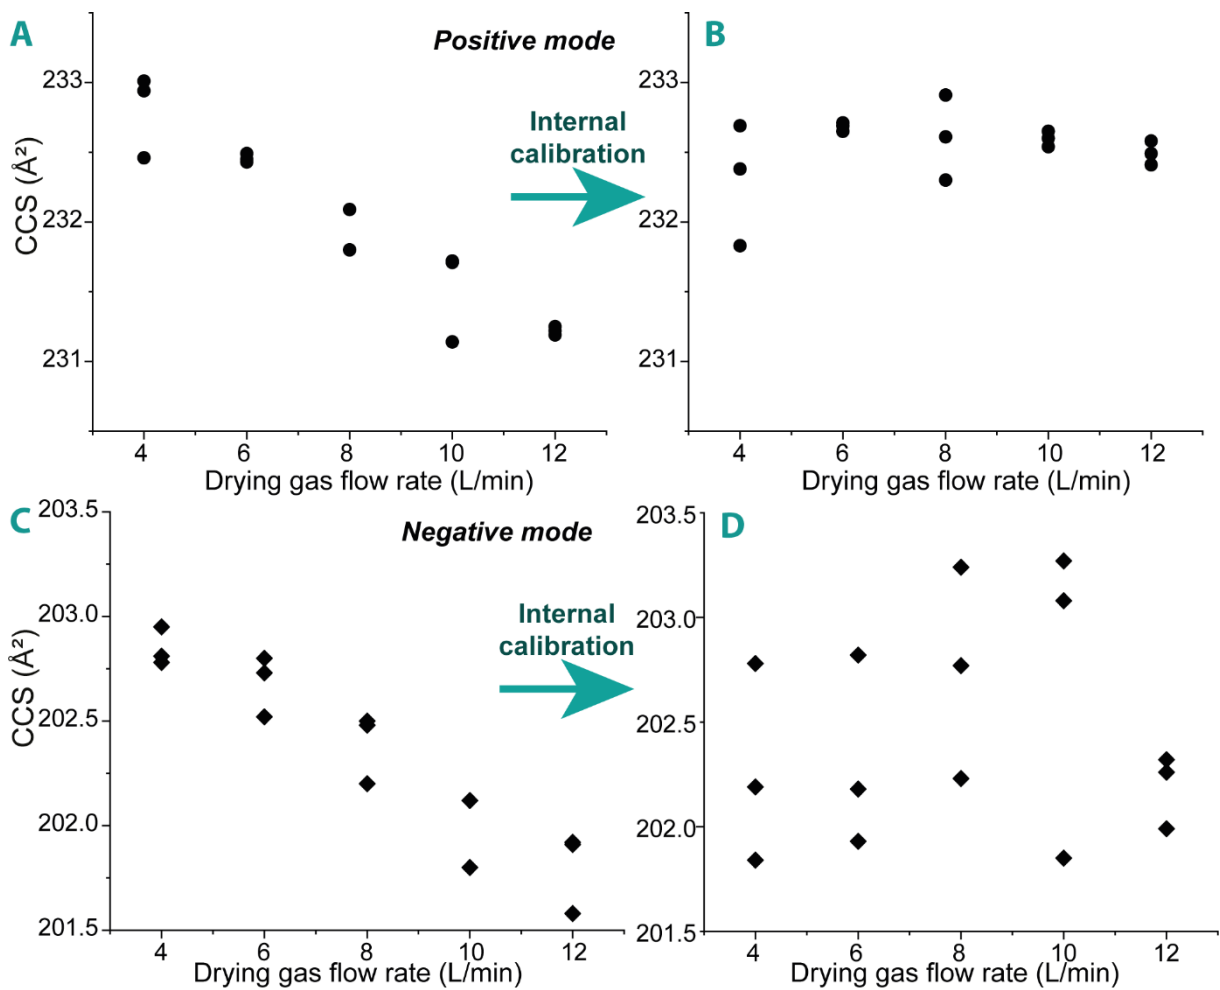 A
Positive mode
B
233
232
231
CCS (Å²)
Internal
calibration
233
232
231
4 6 8 10 12
Drying gas flow rate (L/min)
4 6 8 10 12
Drying gas flow rate (L/min)
C
Negative mode
D
203.5
203.0
202.5
202.0
201.5
CCS (Å²)
Internal
calibration
203.5
203.0
202.5
202.0
201.5
4 6 8 10 12
Drying gas flow rate (L/min)
4 6 8 10 12
Drying gas flow rate (L/min)